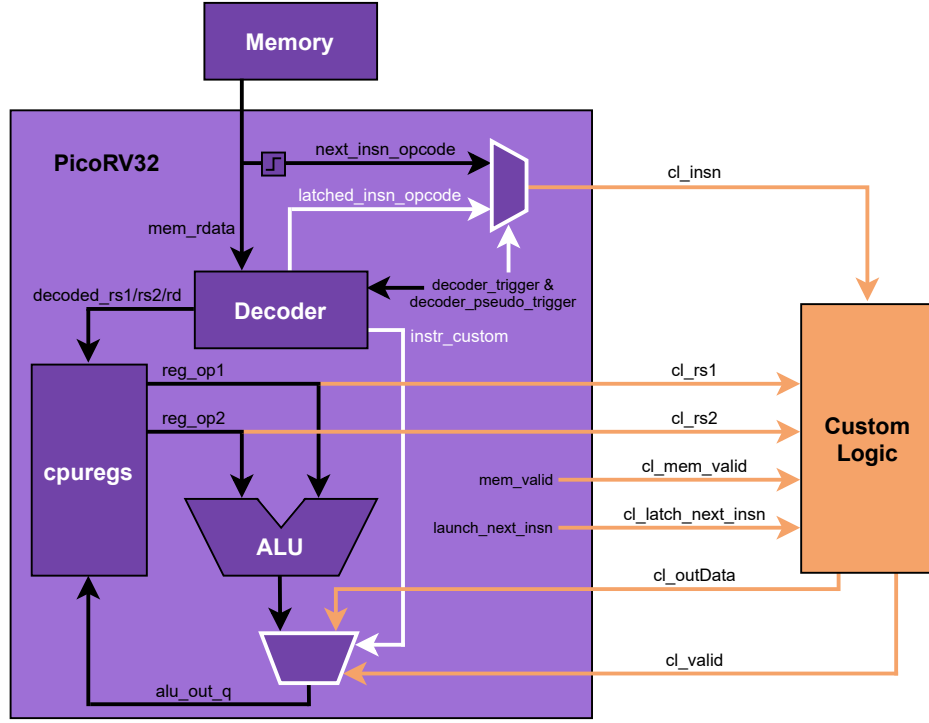 Memory
PicoRV32
next_insn_opcode
cl_insn
latched_insn_opcode
mem_rdata
decoder_trigger &
decoder_pseudo_trigger
decoded_rs1/rs2/rd
Decoder
instr_custom
reg_op1
cl_rs1
reg_op2
cl_rs2
Custom
Logic
cpuregs
mem_valid
cl_mem_valid
launch_next_insn
cl_latch_next_insn
ALU
cl_outData
cl_valid
alu_out_q